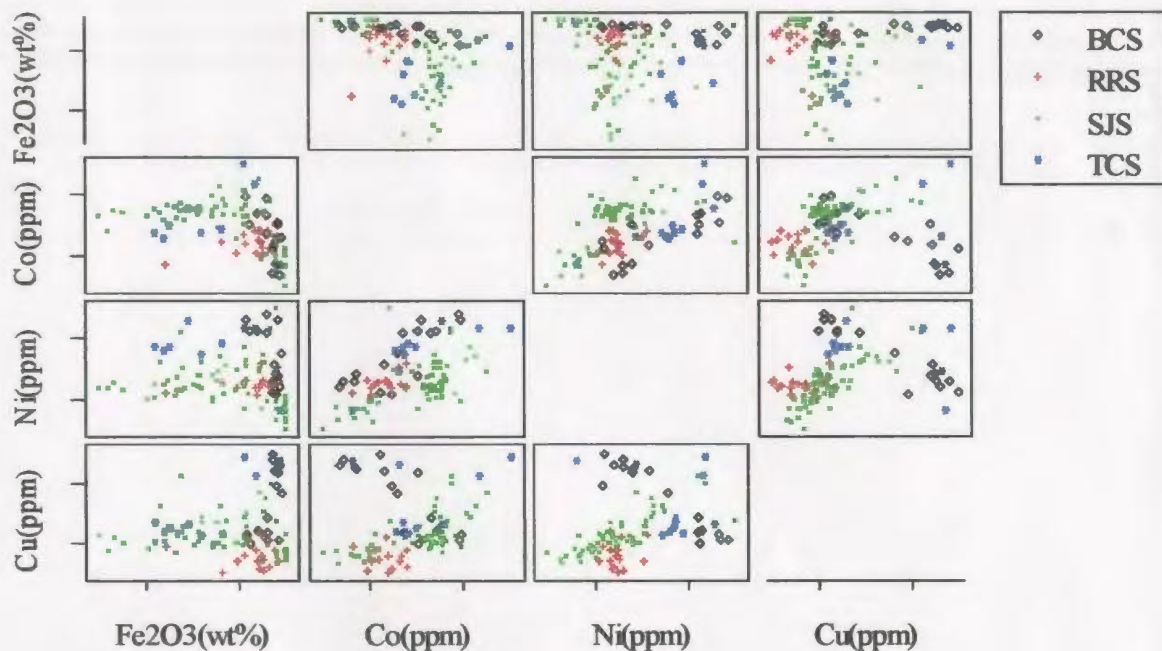 Fe2O3(wt%)
Co(ppm)
Ni(ppm)
Cu(ppm)
Fe2O3(wt%)
Co(ppm)
Ni(ppm)
Cu(ppm)
BCS
RRS
SJS
TCS